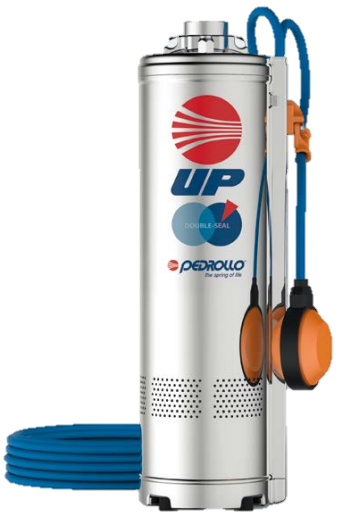 UP
DOUBLE-SEAL
PEDROLLO
the spring of life